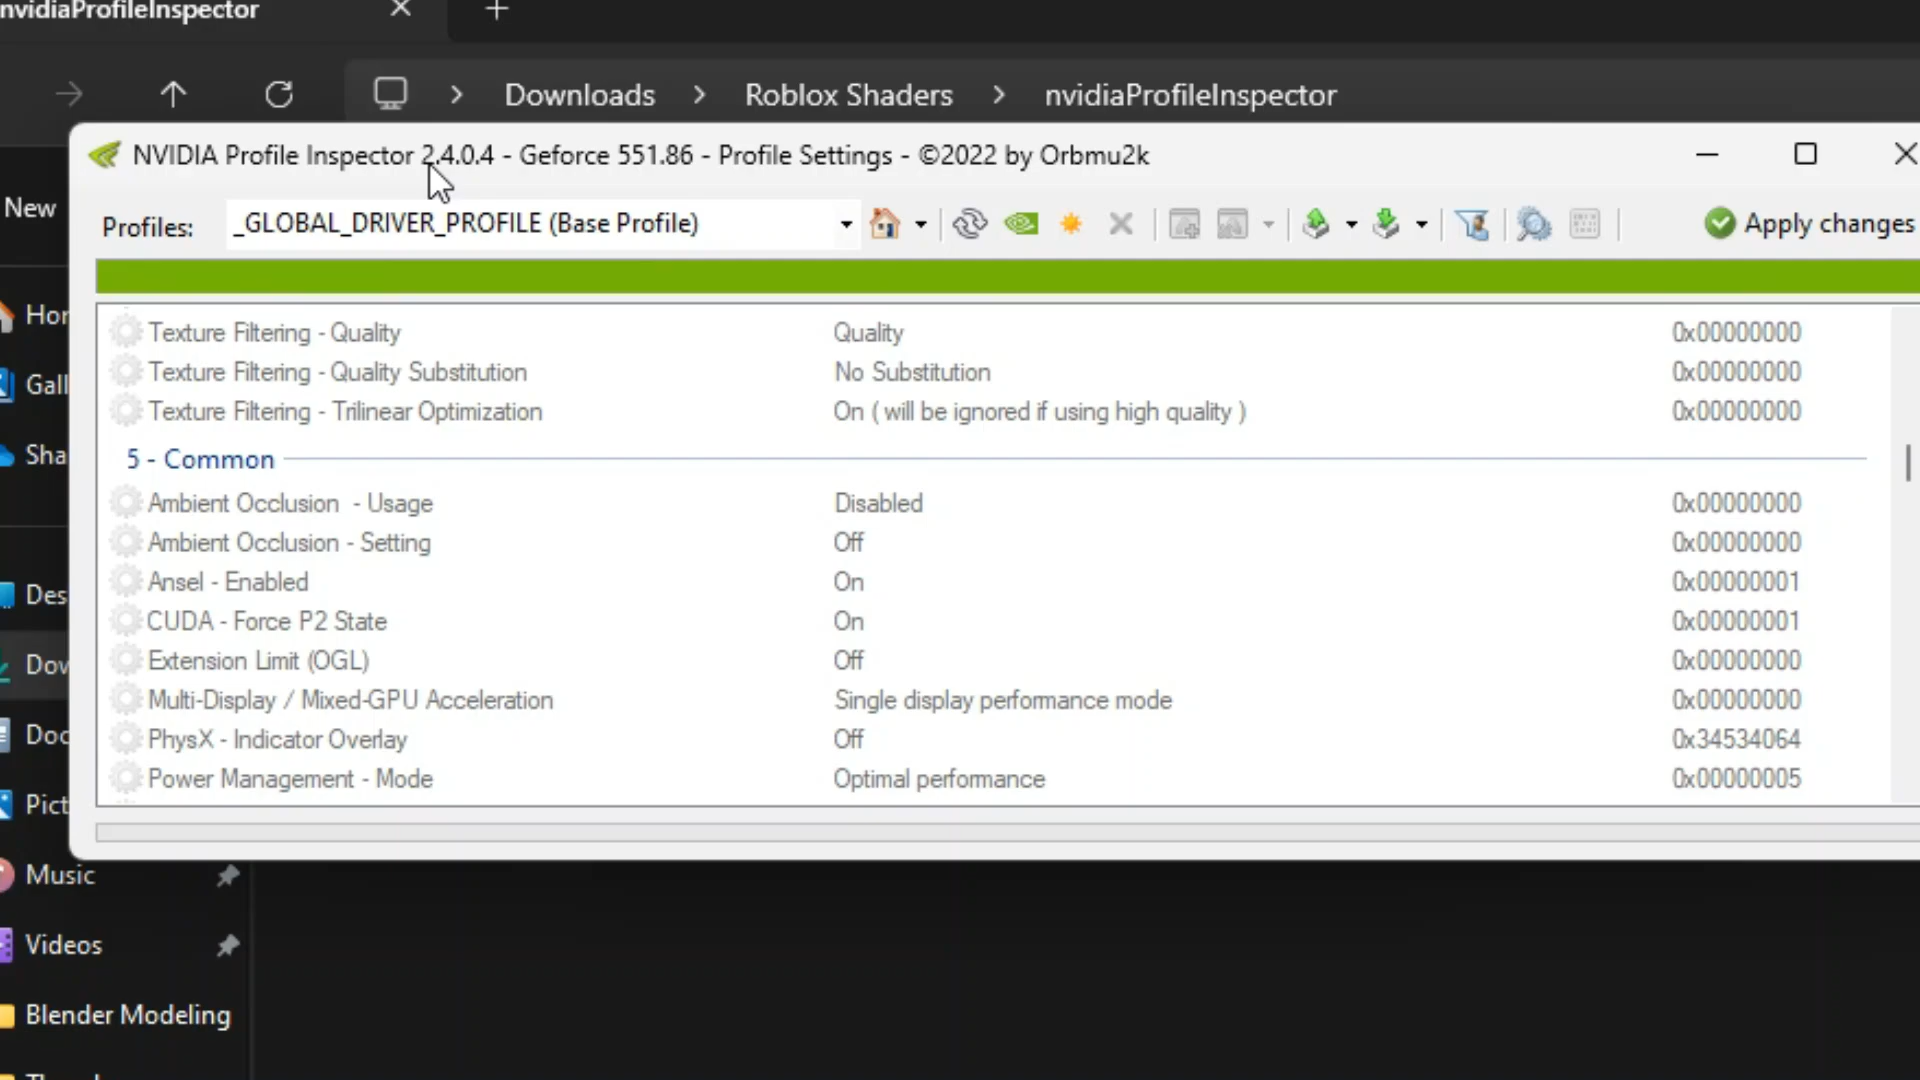 nvidiaProfileInspector
Downloads > Roblox Shaders > nvidiaProfileInspector
NVIDIA Profile Inspector 2.4.0.4 - Geforce 551.86 - Profile Settings - ©2022 by Orbmu2k
New
Profiles: _GLOBAL_DRIVER_PROFILE (Base Profile) Apply changes
Texture Filtering - Quality Quality 0x00000000
Texture Filtering - Quality Substitution No Substitution 0x00000000
Texture Filtering - Trilinear Optimization On ( will be ignored if using high quality ) 0x00000000
5 - Common
Ambient Occlusion - Usage Disabled 0x00000000
Ambient Occlusion - Setting Off 0x00000000
Ansel - Enabled On 0x00000001
CUDA - Force P2 State On 0x00000001
Extension Limit (OGL) Off 0x00000000
Multi-Display / Mixed-GPU Acceleration Single display performance mode 0x00000000
PhysX - Indicator Overlay Off 0x34534064
Power Management - Mode Optimal performance 0x00000005
Hor
Gall
Sha
Des
Dov
Doc
Pict
Music
Videos
Blender Modeling